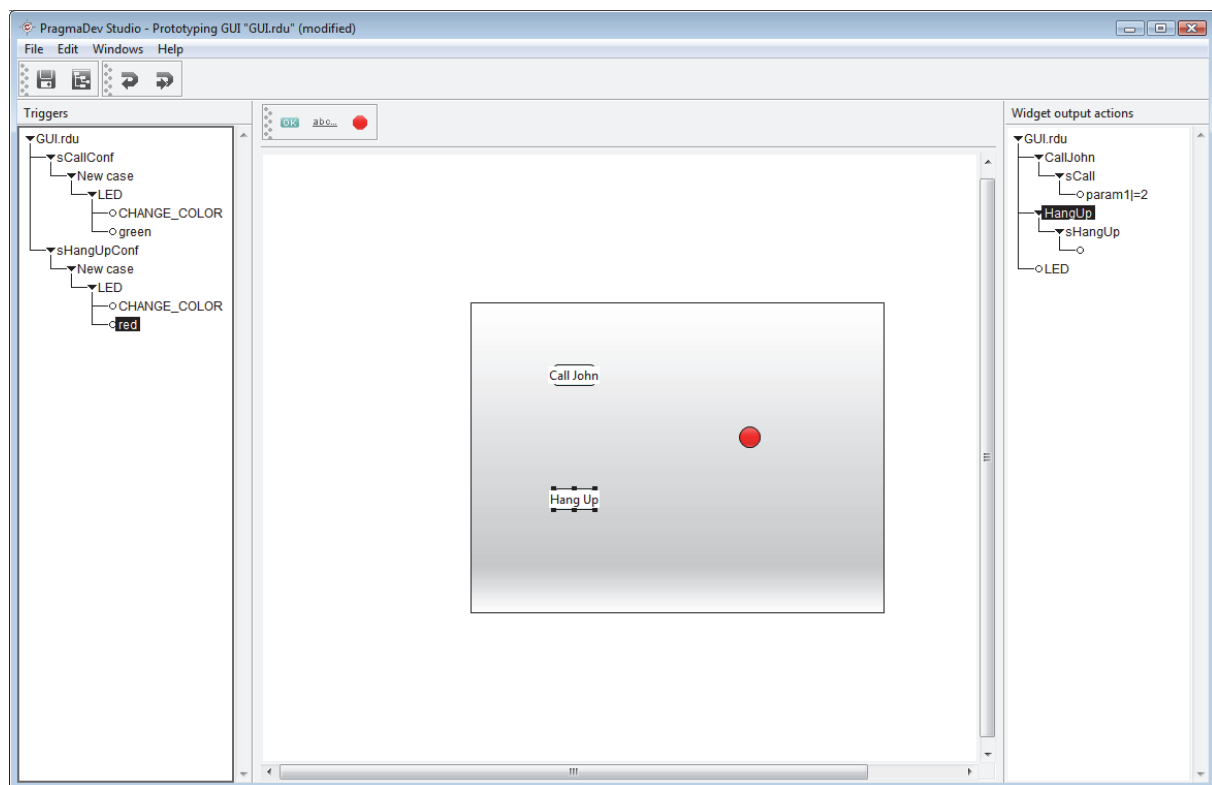 PragmaDev Studio - Prototyping GUI "GUI.rdu" (modified)
File Edit Windows Help
Triggers
GUI.rdu
sCallConf
New case
LED
CHANGE_COLOR
green
sHangUpConf
New case
LED
CHANGE_COLOR
red
OK abc...
Call John
Hang Up
Widget output actions
GUI.rdu
CallJohn
sCall
param1|=2
HangUp
sHangUp
LED